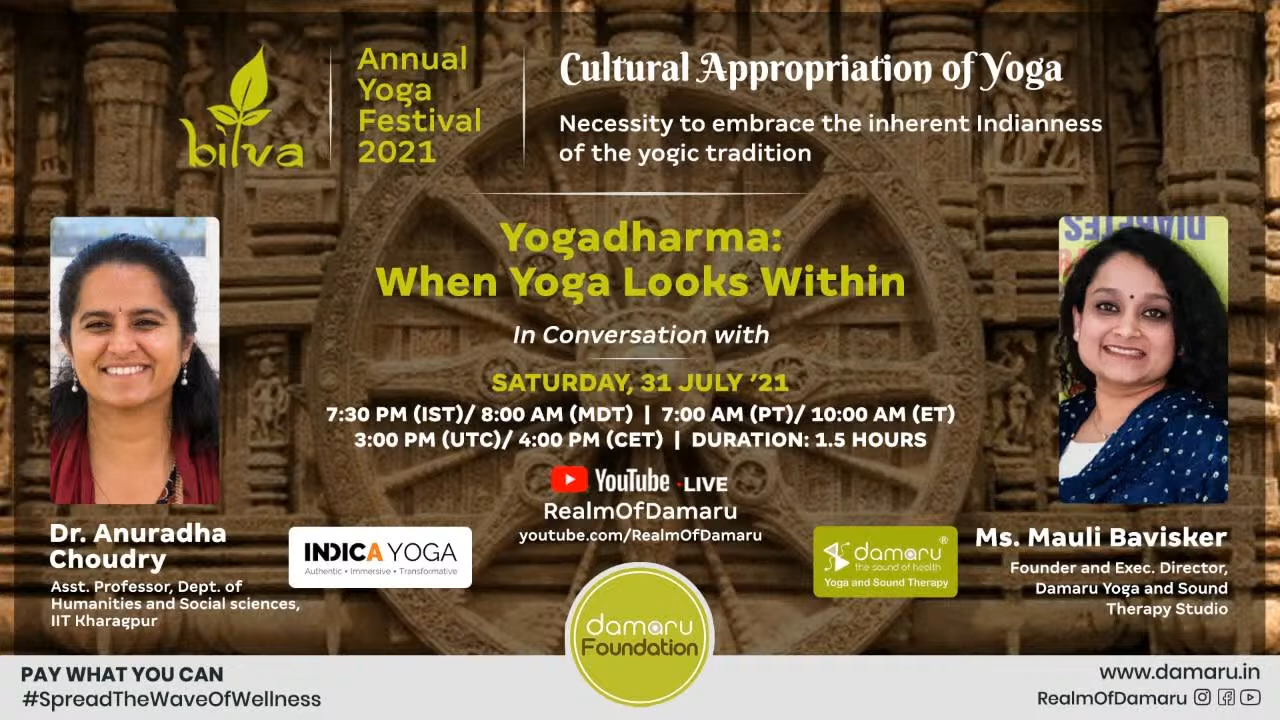 bilva
Annual
Yoga
Festival
2021
Cultural Appropriation of Yoga
Necessity to embrace the inherent Indianness
of the yogic tradition
Yogadharma:
When Yoga Looks Within
In Conversation with
SATURDAY, 31 JULY ’21
7:30 PM (IST)/ 8:00 AM (MDT) | 7:00 AM (PT)/ 10:00 AM (ET)
3:00 PM (UTC)/ 4:00 PM (CET) | DURATION: 1.5 HOURS
YouTube •LIVE
RealmOfDamaru
youtube.com/RealmOfDamaru
DIABETES
Dr. Anuradha
Choudry
Asst. Professor, Dept. of
Humanities and Social sciences,
IIT Kharagpur
INDICA YOGA
Authentic • Immersive • Transformative
damaru®
the sound of health
Yoga and Sound Therapy
Ms. Mauli Bavisker
Founder and Exec. Director,
Damaru Yoga and Sound
Therapy Studio
damaru
Foundation
PAY WHAT YOU CAN
#SpreadTheWaveOfWellness
www.damaru.in
RealmOfDamaru